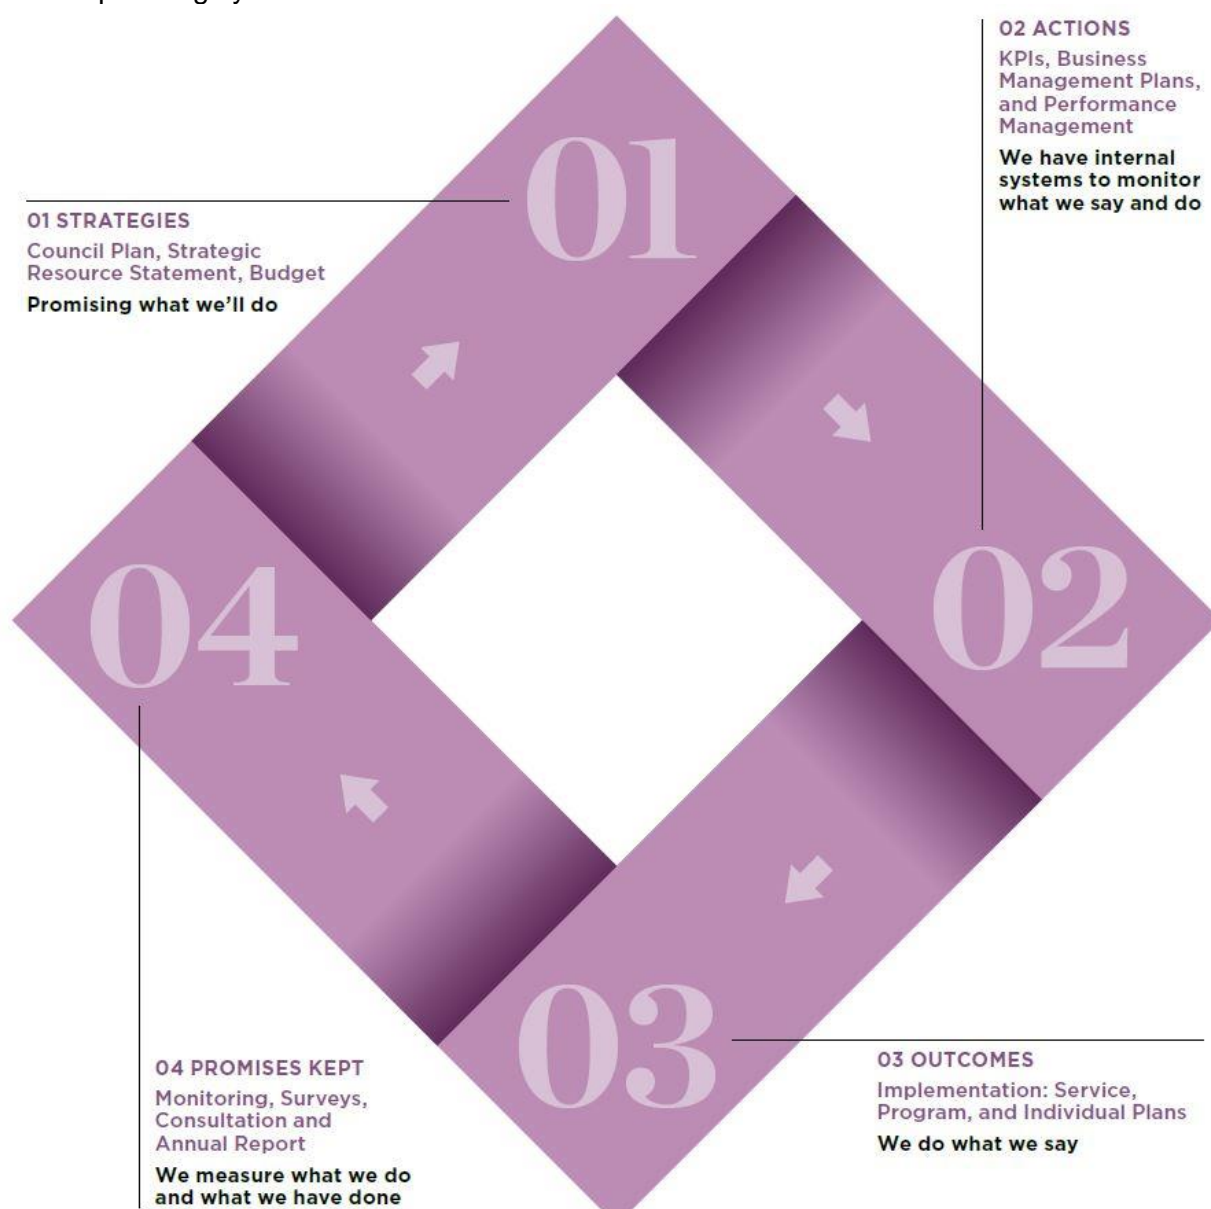 01
01 STRATEGIES
Council Plan, Strategic
Resource Statement, Budget
Promising what we'll do
02 ACTIONS
KPIs, Business
Management Plans,
and Performance
Management
We have internal
systems to monitor
what we say and do
02
03
03 OUTCOMES
Implementation: Service,
Program, and Individual Plans
We do what we say
04
04 PROMISES KEPT
Monitoring, Surveys,
Consultation and
Annual Report
We measure what we do
and what we have done